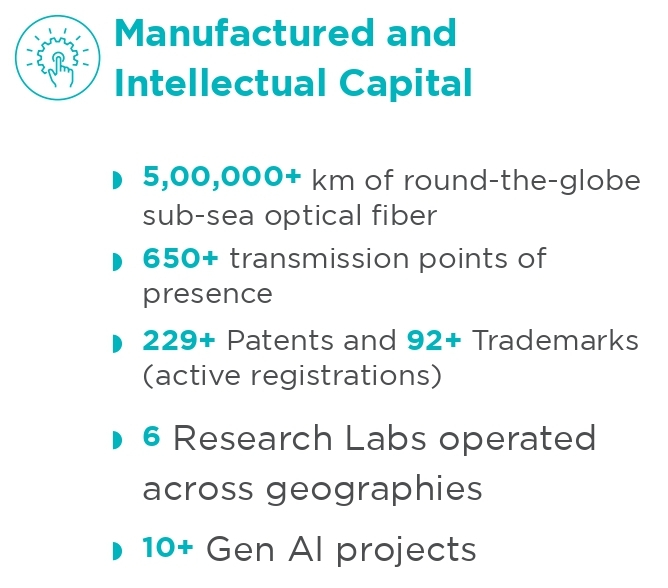 Manufactured and
Intellectual Capital
5,00,000+ km of round-the-globe
sub-sea optical fiber
650+ transmission points of
presence
229+ Patents and 92+ Trademarks
(active registrations)
6 Research Labs operated
across geographies
10+ Gen AI projects